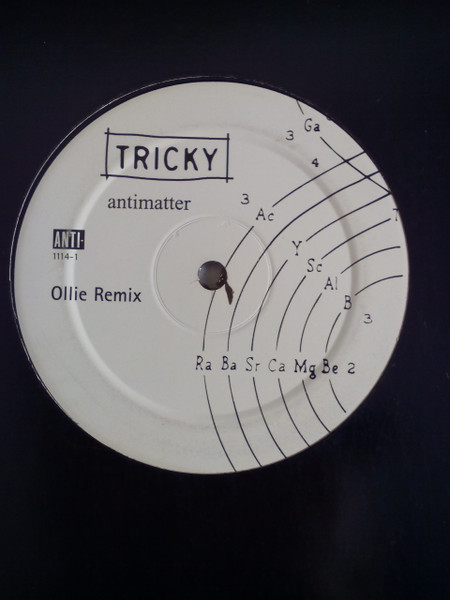 Ga
3
TRICKY
4
antimatter
3 Ac
T
ANTI-
Y
1114-1
Sc
Al
Ollie Remix
B
3
Ra Ba Sr Ca Mg Be 2